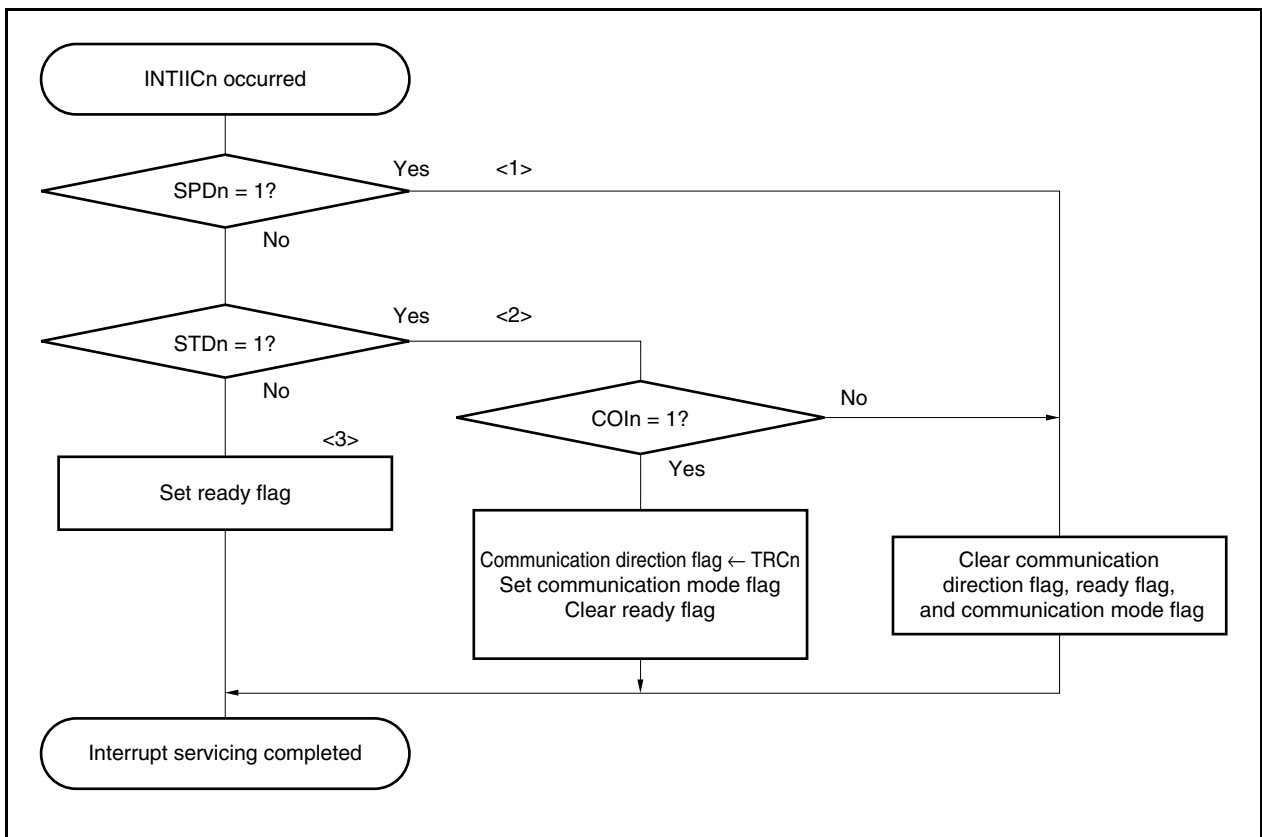 INTIICn occurred
Yes
<1>
SPDn = 1?
No
Yes
<2>
STDn = 1?
No
COIn = 1?
No
Yes
<3>
Set ready flag
Communication direction flag ← TRCn
Set communication mode flag
Clear ready flag
Clear communication
direction flag, ready flag,
and communication mode flag
Interrupt servicing completed